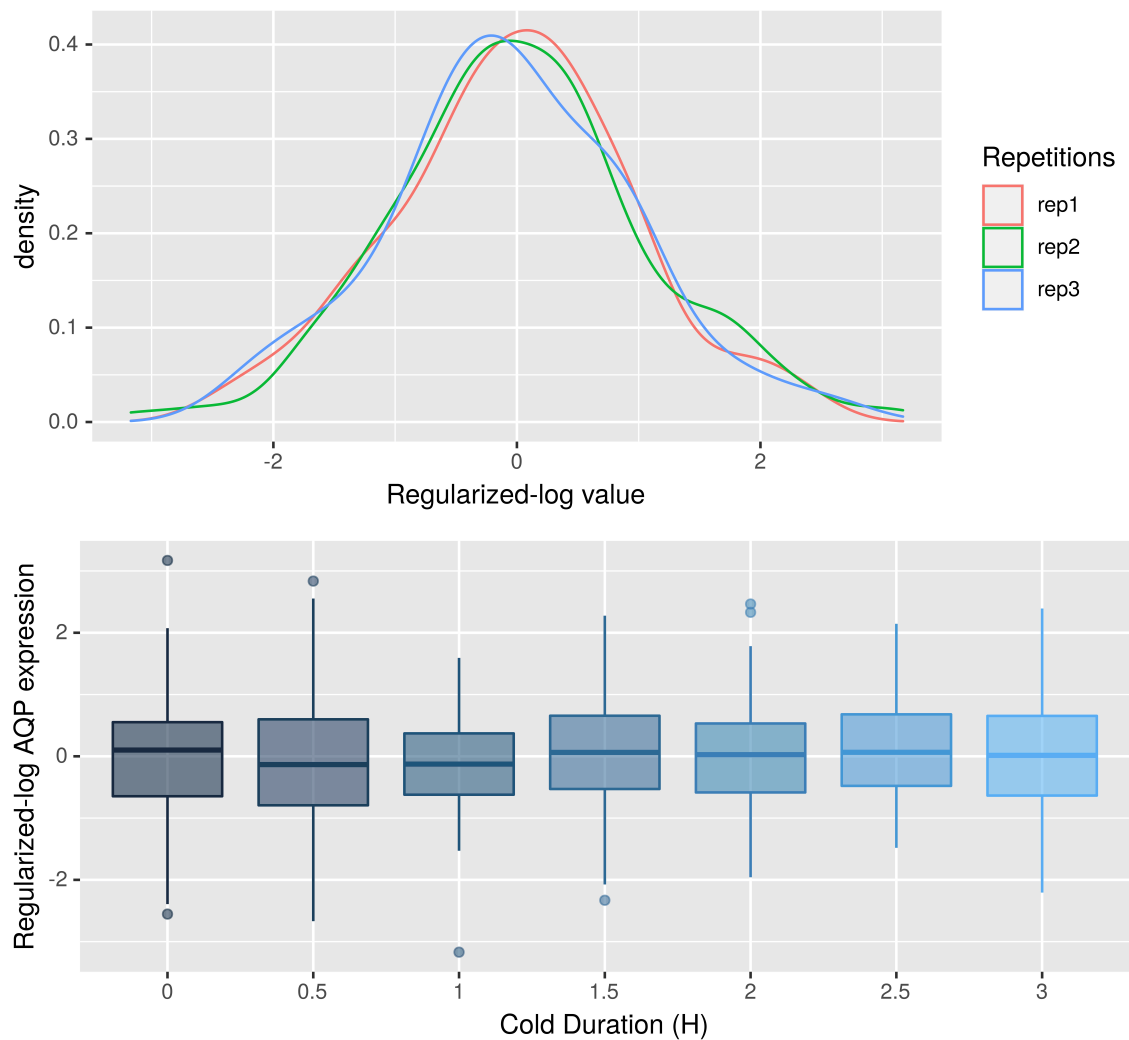 0.4
0.3
0.2
0.1
0.0
density
-2 0 2
Regularized-log value
Repetitions
rep1
rep2
rep3
Regularized-log AQP expression
2
0
-2
0 0.5 1 1.5 2 2.5 3
Cold Duration (H)